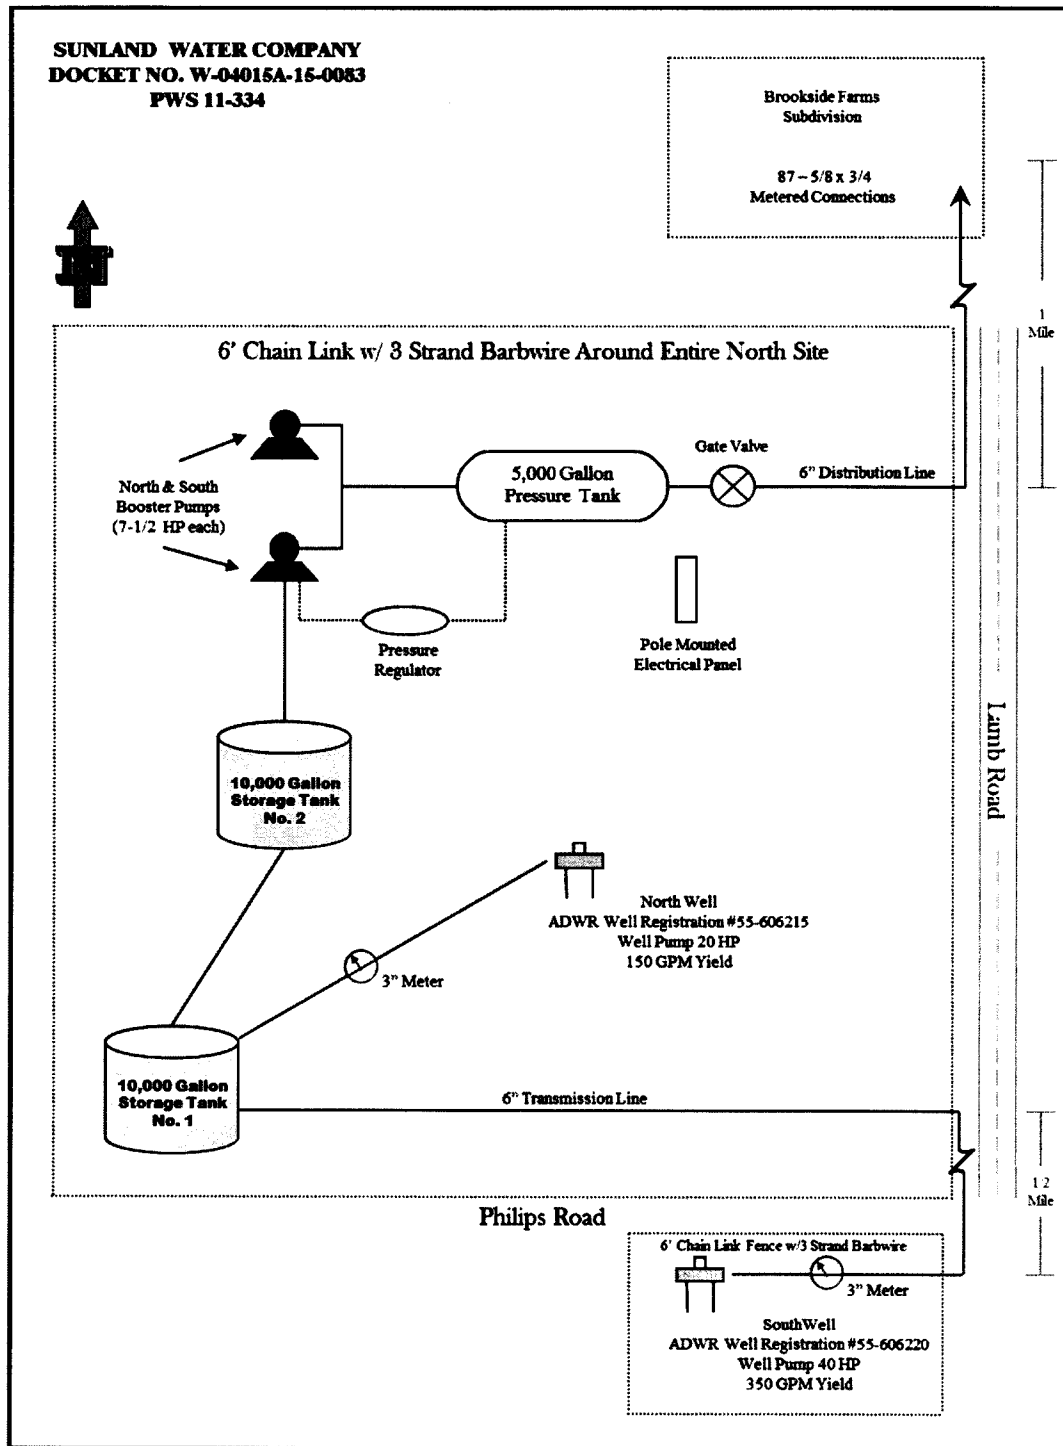 SUNLAND WATER COMPANY
DOCKET NO. W-04015A-15-0083
PWS 11-334
Brookside Farms
Subdivision
87 – 5/8 x 3/4
Metered Connections
N
1
Mile
6' Chain Link w/ 3 Strand Barbwire Around Entire North Site
North & South
Booster Pumps
(7-1/2 HP each)
5,000 Gallon
Pressure Tank
Gate Valve
6" Distribution Line
Pressure
Regulator
Pole Mounted
Electrical Panel
Lamb Road
10,000 Gallon
Storage Tank
No. 2
North Well
ADWR Well Registration #55-606215
Well Pump 20 HP
150 GPM Yield
3" Meter
10,000 Gallon
Storage Tank
No. 1
6" Transmission Line
1 2
Mile
Philips Road
6' Chain Link Fence w/3 Strand Barbwire
3" Meter
SouthWell
ADWR Well Registration #55-606220
Well Pump 40 HP
350 GPM Yield